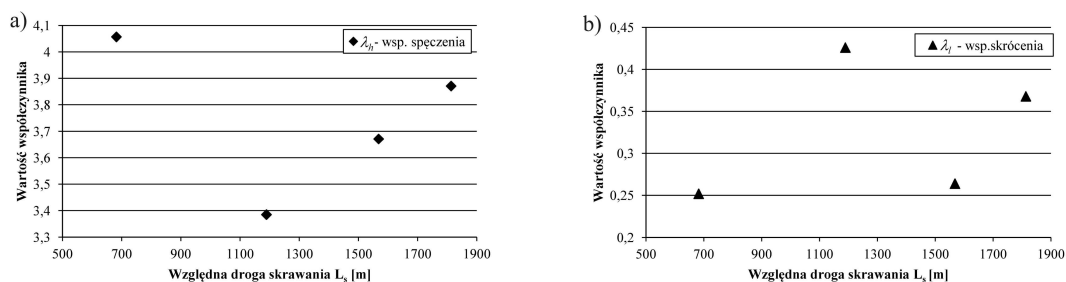 a)
4,1
4
3,9
3,8
3,7
3,6
3,5
3,4
3,3
Wartość współczynnika
λh- wsp. spęczenia
500 700 900 1100 1300 1500 1700 1900
Względna droga skrawania Ls [m]
b)
0,45
0,4
0,35
0,3
0,25
0,2
Wartość współczynnika
λl - wsp.skrócenia
500 700 900 1100 1300 1500 1700 1900
Względna droga skrawania Ls [m]